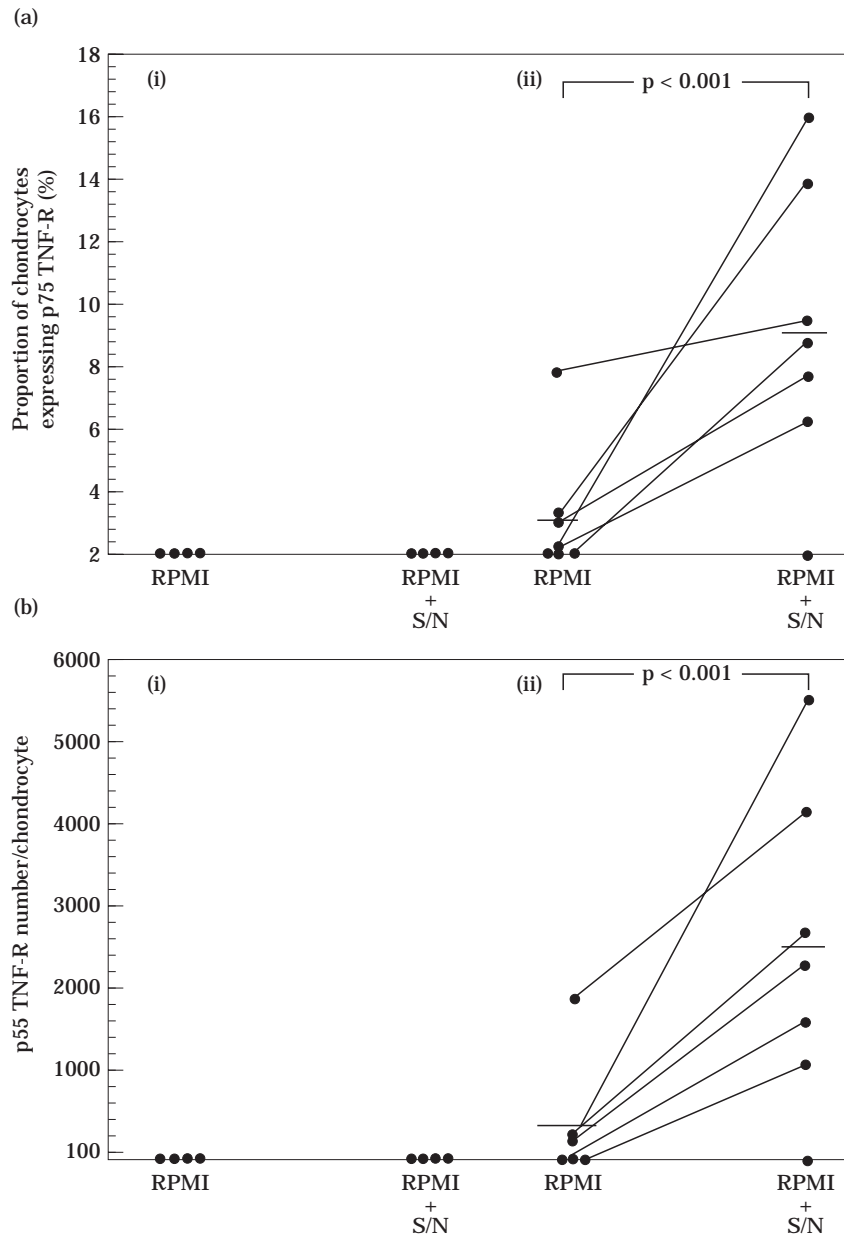 (a)
18
16
14
12
10
8
6
4
2
Proportion of chondrocytes
expressing p75 TNF-R (%)
(i)
(ii)
p < 0.001
RPMI
RPMI
+
S/N
RPMI
RPMI
+
S/N
(b)
6000
5000
4000
3000
2000
1000
100
p55 TNF-R number/chondrocyte
(i)
(ii)
p < 0.001
RPMI
RPMI
+
S/N
RPMI
RPMI
+
S/N